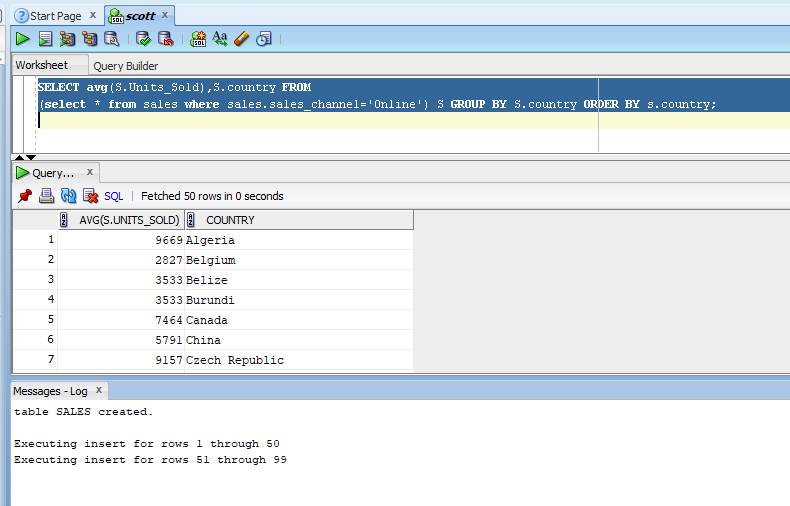 Start Page x scott x
Worksheet Query Builder
SELECT avg(S.Units_Sold),S.country FROM
(select * from sales where sales.sales_channel='Online') S GROUP BY S.country ORDER BY s.country;
Query... x
SQL | Fetched 50 rows in 0 seconds
AVG(S.UNITS_SOLD) COUNTRY
1 9669 Algeria
2 2827 Belgium
3 3533 Belize
4 3533 Burundi
5 7464 Canada
6 5791 China
7 9157 Czech Republic
Messages - Log x
table SALES created.
Executing insert for rows 1 through 50
Executing insert for rows 51 through 99